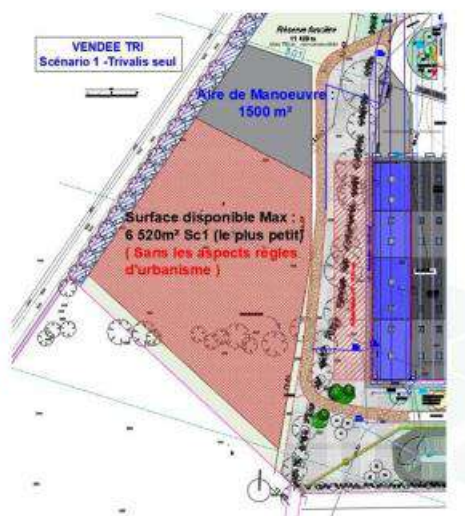 VENDEE TRI
Scénario 1 -Trivalis seul
Réserve foncière
Aire de Manoeuvre :
1500 m²
Surface disponible Max :
6 520m² Sc1 (le plus petit)
( Sans les aspects règles
d'urbanisme )